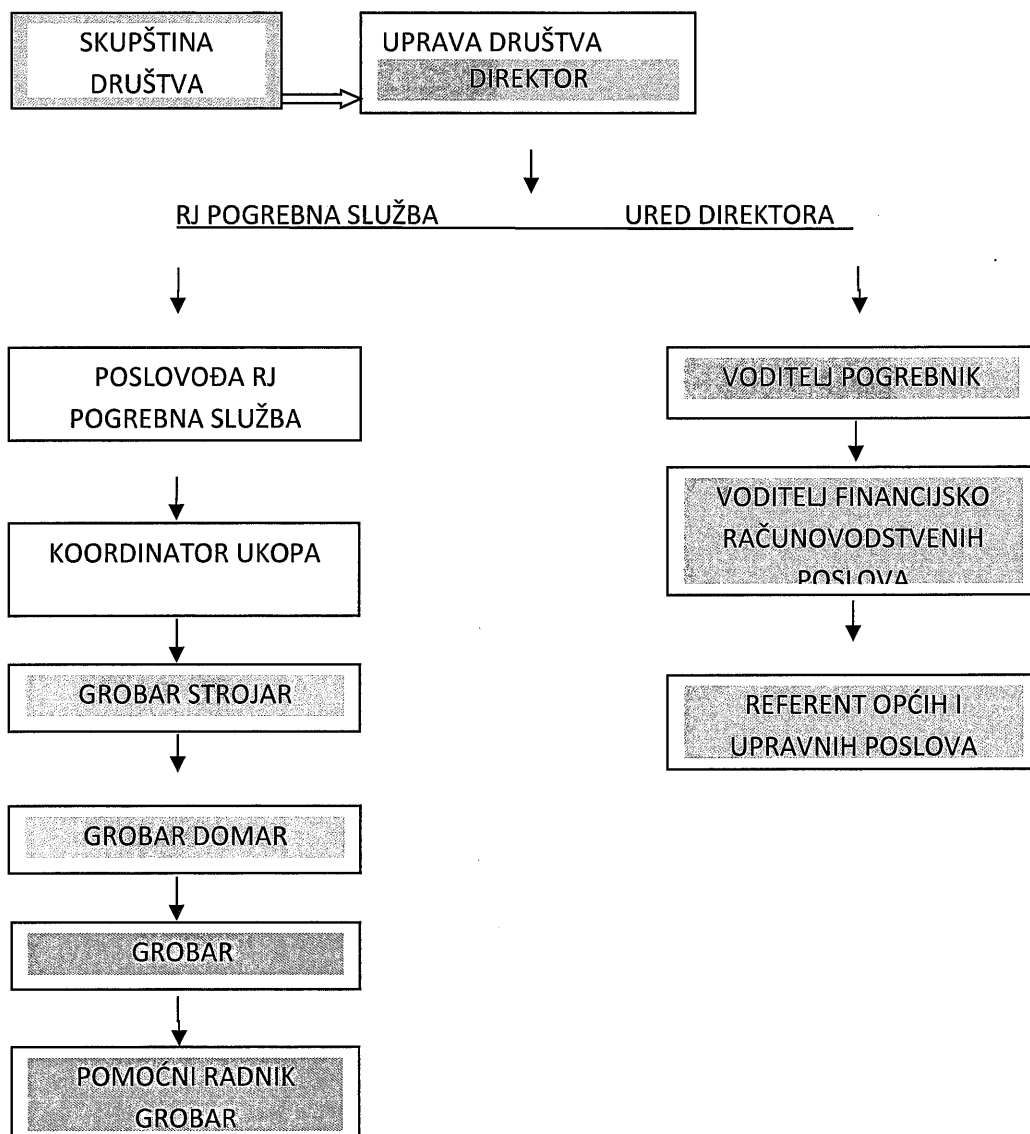 SKUPŠTINA
DRUŠTVA
UPRAVA DRUŠTVA
DIREKTOR
RJ POGREBNA SLUŽBA
URED DIREKTORA
POSLOVOĐA RJ
POGREBNA SLUŽBA
KOORDINATOR UKOPA
GROBAR STROJAR
GROBAR DOMAR
GROBAR
POMOĆNI RADNIK
GROBAR
VODITELJ POGREBNIK
VODITELJ FINANCIJSKO
RAČUNOVODSTVENIH
POSLOVA
REFERENT OPĆIH I
UPRAVNIH POSLOVA